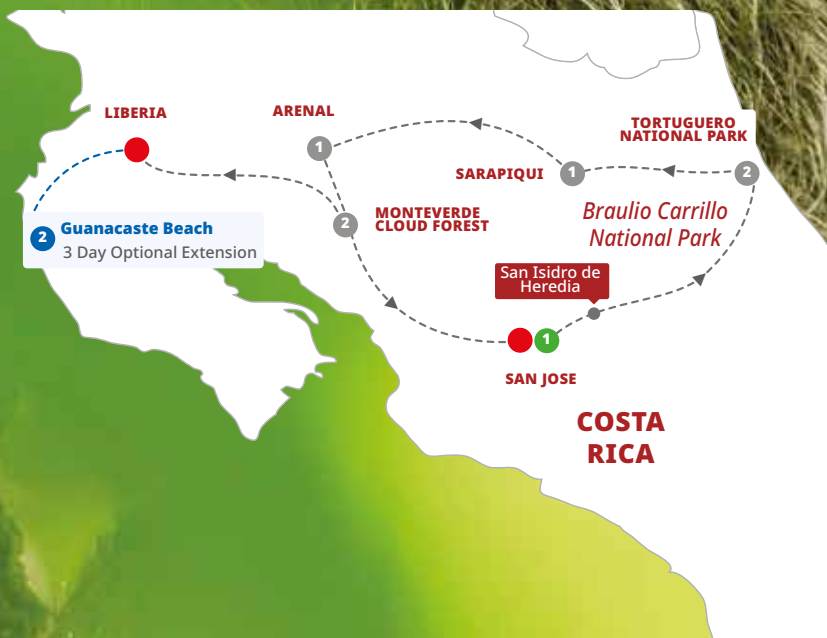 LIBERIA
ARENAL
TORTUGUERO
NATIONAL PARK
1
SARAPIQUI
1
2
Braulio Carrillo
National Park
2
MONTEVERDE
CLOUD FOREST
2
Guanacaste Beach
3 Day Optional Extension
San Isidro de
Heredia
1
SAN JOSE
COSTA
RICA